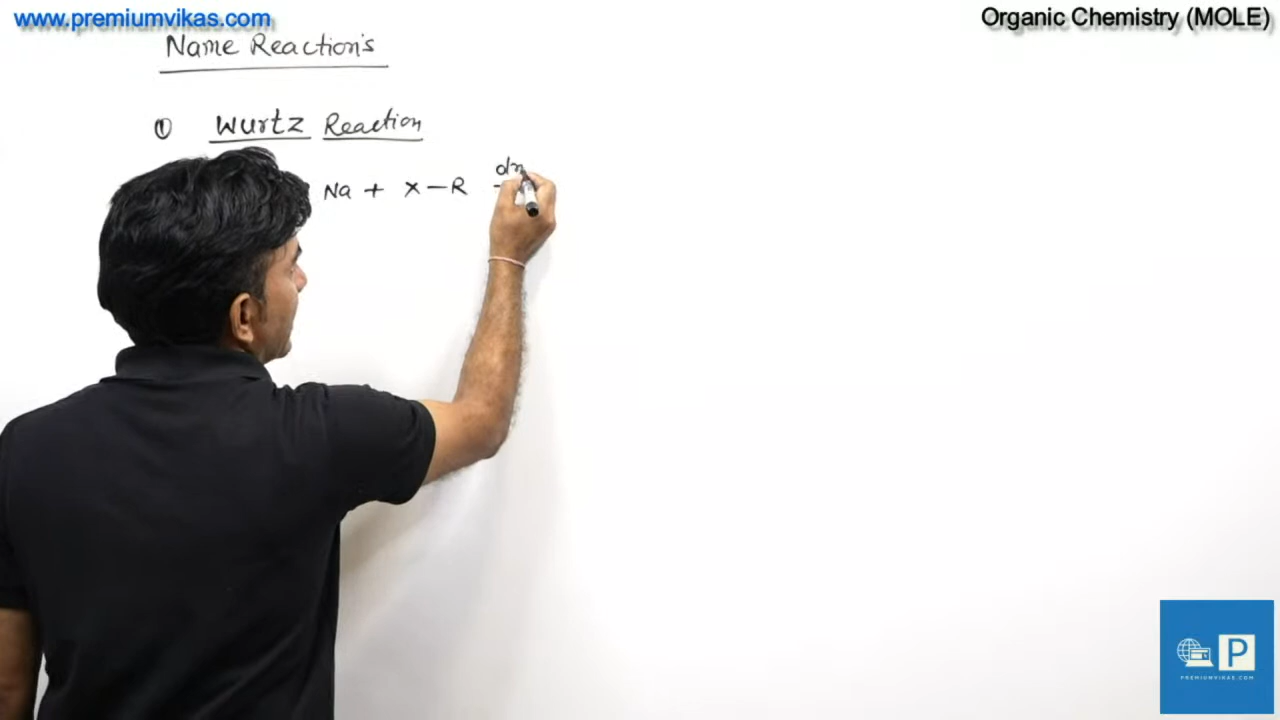 www.premiumvikas.com
Organic Chemistry (MOLE)
Name Reaction's
① Wurtz Reaction
Na + X – R
P
PREMIUMVIKAS.COM